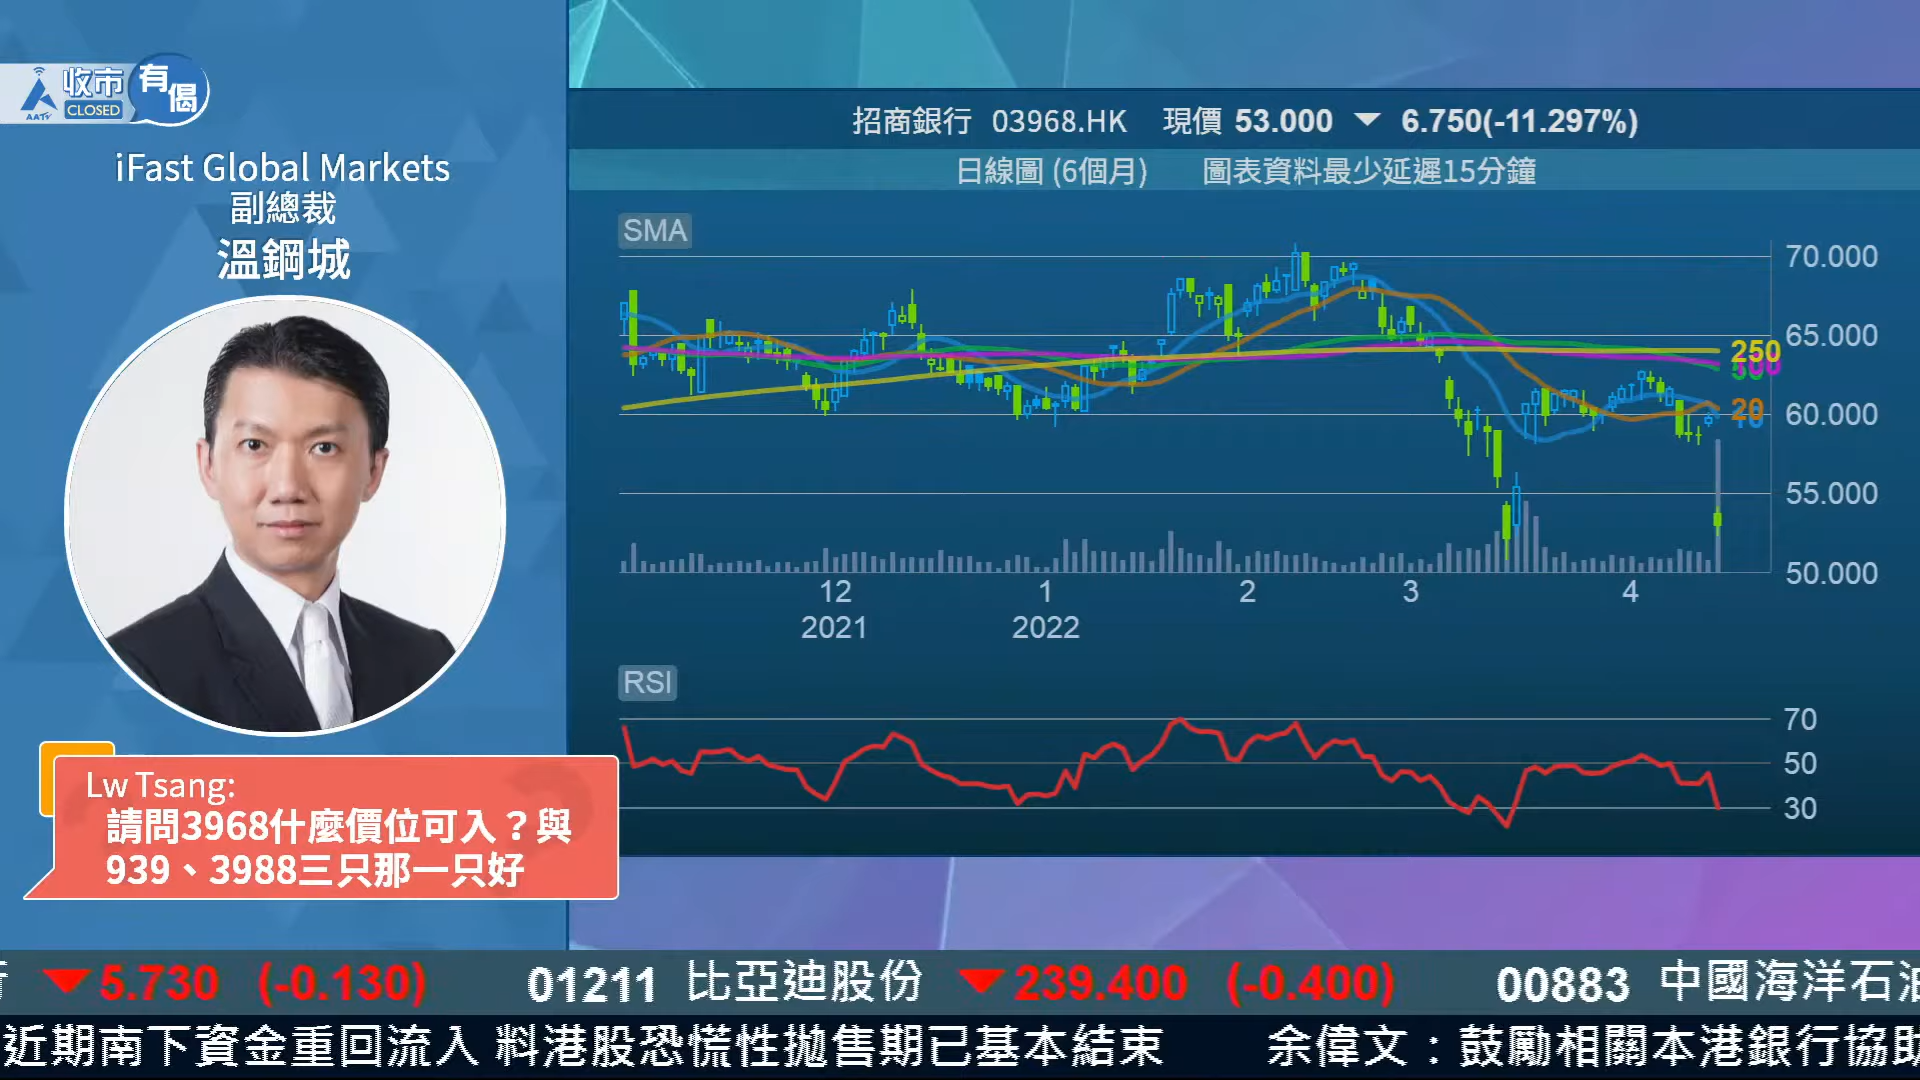 收市
有偈
CLOSED
AATV
iFast Global Markets
副總裁
溫鋼城
Lw Tsang:
請問3968什麼價位可入？與
939、3988三只那一只好
招商銀行 03968.HK 現價 53.000 ▼ 6.750(-11.297%)
日線圖 (6個月) 圖表資料最少延遲15分鐘
SMA
70.000
65.000
250
60.000
20
55.000
50.000
12 1 2 3 4
2021 2022
RSI
70
50
30
▼5.730 (-0.130) 01211 比亞迪股份 ▼239.400 (-0.400) 00883 中國海洋石油
近期南下資金重回流入 料港股恐慌性拋售期已基本結束 余偉文：鼓勵相關本港銀行協助